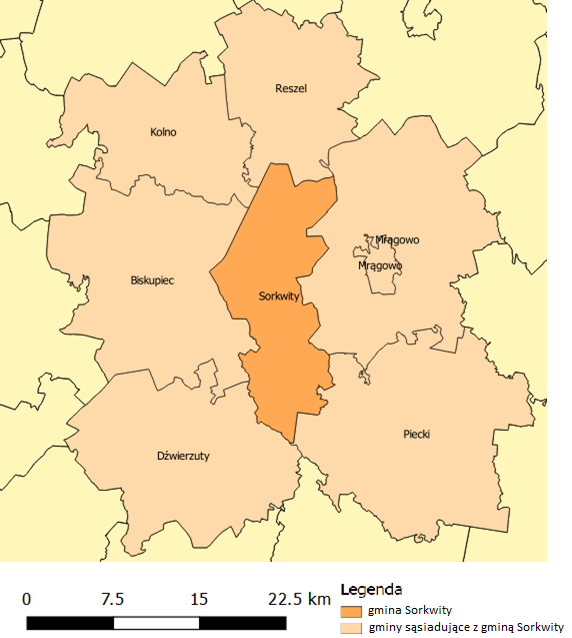 Reszel
Kolno
Mrągowo
Mrągowo
Biskupiec
Sorkwity
Piecki
Dźwierzuty
0 7.5 15 22.5 km
Legenda
gmina Sorkwity
gminy sąsiadujące z gminą Sorkwity